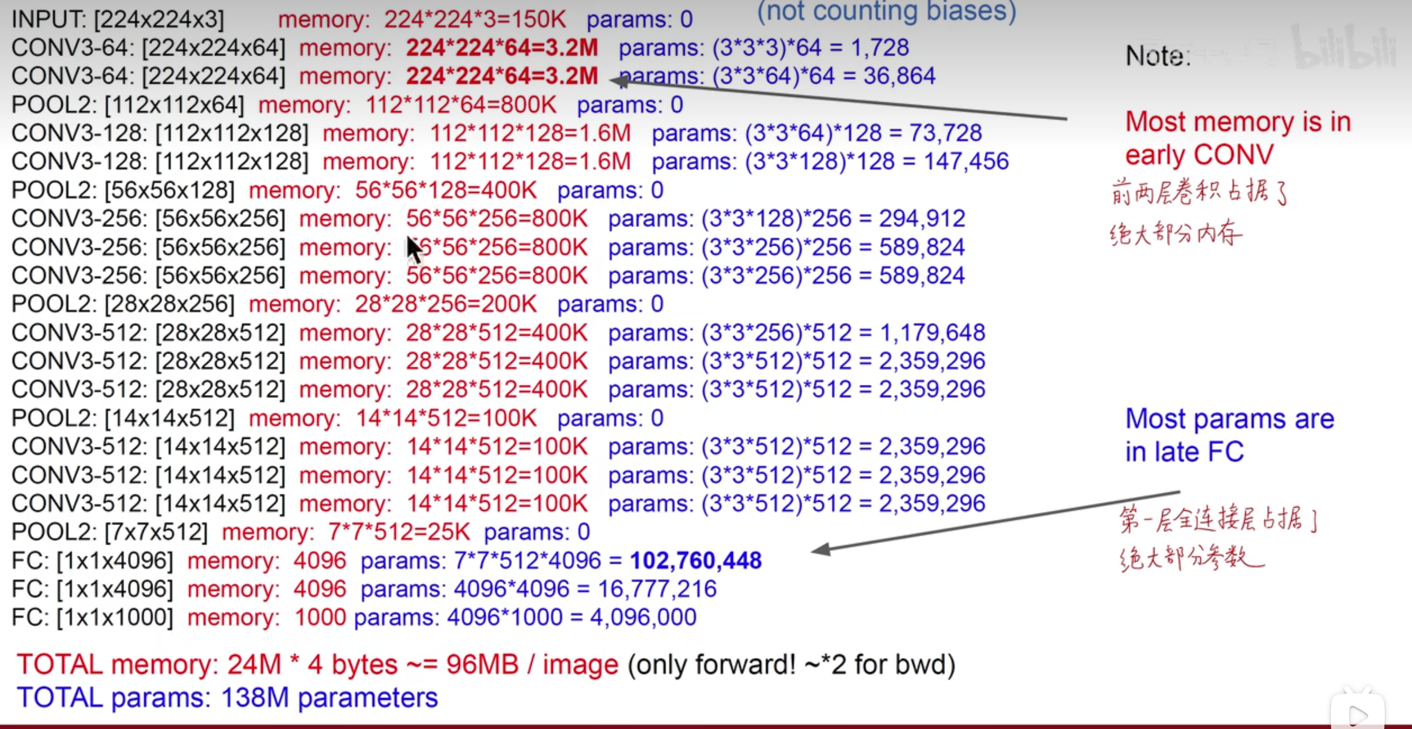 INPUT: [224x224x3] memory: 224*224*3=150K params: 0 (not counting biases)
CONV3-64: [224x224x64] memory: 224*224*64=3.2M params: (3*3*3)*64 = 1,728
CONV3-64: [224x224x64] memory: 224*224*64=3.2M params: (3*3*64)*64 = 36,864
POOL2: [112x112x64] memory: 112*112*64=800K params: 0
CONV3-128: [112x112x128] memory: 112*112*128=1.6M params: (3*3*64)*128 = 73,728
CONV3-128: [112x112x128] memory: 112*112*128=1.6M params: (3*3*128)*128 = 147,456
POOL2: [56x56x128] memory: 56*56*128=400K params: 0
CONV3-256: [56x56x256] memory: 56*56*256=800K params: (3*3*128)*256 = 294,912
CONV3-256: [56x56x256] memory: 56*56*256=800K params: (3*3*256)*256 = 589,824
CONV3-256: [56x56x256] memory: 56*56*256=800K params: (3*3*256)*256 = 589,824
POOL2: [28x28x256] memory: 28*28*256=200K params: 0
CONV3-512: [28x28x512] memory: 28*28*512=400K params: (3*3*256)*512 = 1,179,648
CONV3-512: [28x28x512] memory: 28*28*512=400K params: (3*3*512)*512 = 2,359,296
CONV3-512: [28x28x512] memory: 28*28*512=400K params: (3*3*512)*512 = 2,359,296
POOL2: [14x14x512] memory: 14*14*512=100K params: 0
CONV3-512: [14x14x512] memory: 14*14*512=100K params: (3*3*512)*512 = 2,359,296
CONV3-512: [14x14x512] memory: 14*14*512=100K params: (3*3*512)*512 = 2,359,296
CONV3-512: [14x14x512] memory: 14*14*512=100K params: (3*3*512)*512 = 2,359,296
POOL2: [7x7x512] memory: 7*7*512=25K params: 0
FC: [1x1x4096] memory: 4096 params: 7*7*512*4096 = 102,760,448
FC: [1x1x4096] memory: 4096 params: 4096*4096 = 16,777,216
FC: [1x1x1000] memory: 1000 params: 4096*1000 = 4,096,000
TOTAL memory: 24M * 4 bytes ~= 96MB / image (only forward! ~*2 for bwd)
TOTAL params: 138M parameters
bilibili
Note:
Most memory is in
early CONV
前两层卷积占据了
绝大部分内存
Most params are
in late FC
第一层全连接层占据了
绝大部分参数